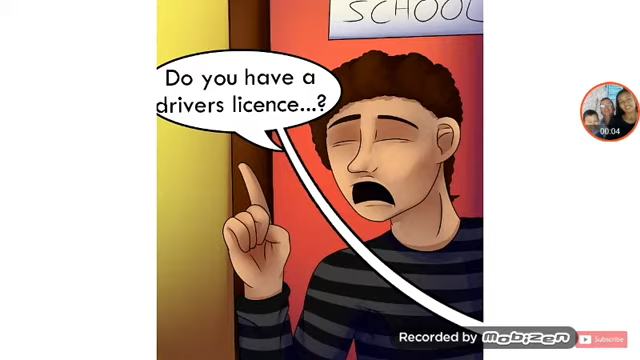 SCHOOL
Do you have a
drivers licence...?
00:04
Recorded by MOBIZEN
Subscribe